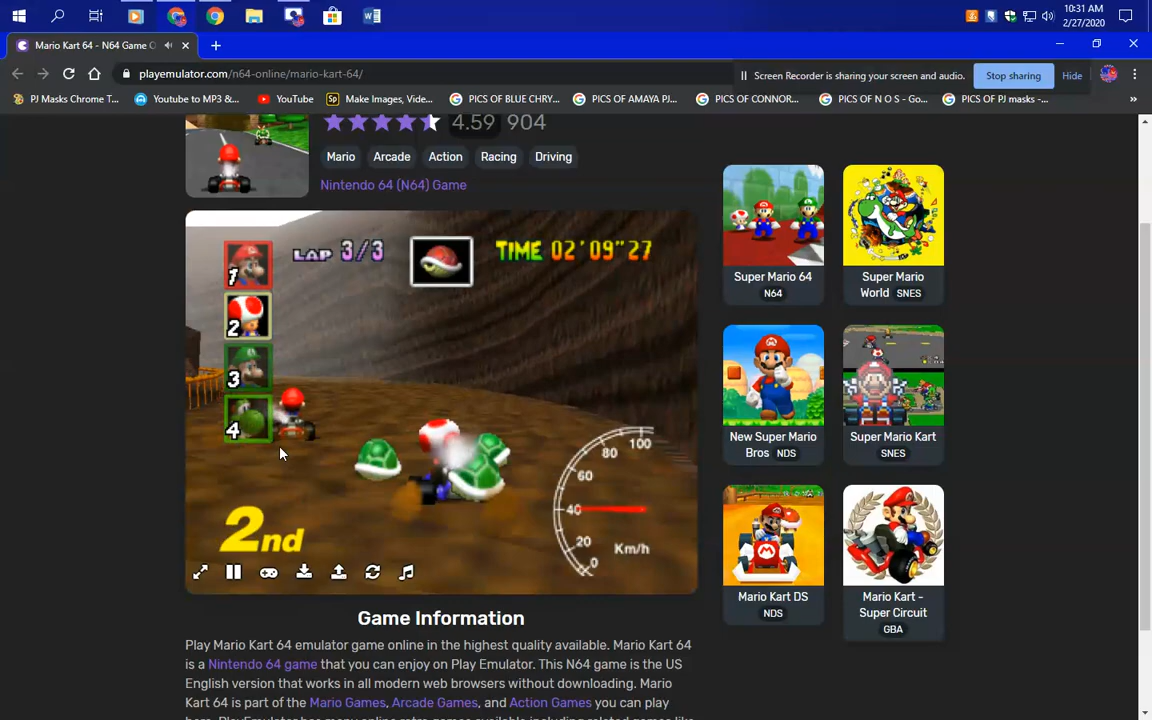 10:31 AM
2/27/2020
Mario Kart 64 - N64 Game O
playemulator.com/n64-online/mario-kart-64/
Screen Recorder is sharing your screen and audio.
Stop sharing
Hide
PJ Masks Chrome T...
Youtube to MP3 &...
YouTube
Sp
Make Images, Vide...
PICS OF BLUE CHRY...
PICS OF AMAYA PJ...
PICS OF CONNOR...
PICS OF N O S - Go...
PICS OF PJ masks -...
4.59 904
Mario
Arcade
Action
Racing
Driving
Nintendo 64 (N64) Game
LAP 3/3
TIME 02'09"27
1
2
3
4
2nd
100
80
60
40
20
0
Km/h
Super Mario 64
N64
Super Mario
World SNES
New Super Mario
Bros NDS
Super Mario Kart
SNES
Mario Kart DS
NDS
Mario Kart -
Super Circuit
GBA
Game Information
Play Mario Kart 64 emulator game online in the highest quality available. Mario Kart 64
is a Nintendo 64 game that you can enjoy on Play Emulator. This N64 game is the US
English version that works in all modern web browsers without downloading. Mario
Kart 64 is part of the Mario Games, Arcade Games, and Action Games you can play